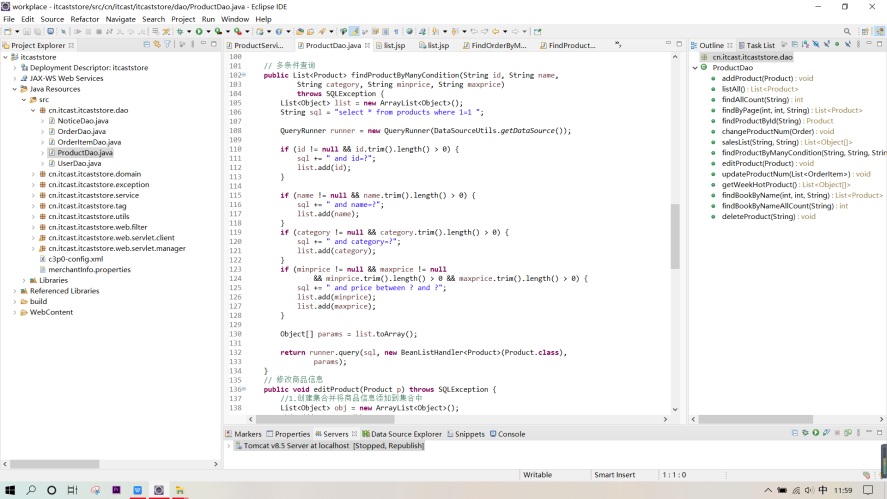 workplace - itcaststore/src/cn/itcast/itcaststore/dao/ProductDao.java - Eclipse IDE
File Edit Source Refactor Navigate Search Project Run Window Help
Project Explorer
itcaststore
Deployment Descriptor: itcaststore
JAX-WS Web Services
Java Resources
src
cn.itcast.itcaststore.dao
NoticeDao.java
OrderDao.java
OrderItemDao.java
ProductDao.java
UserDao.java
cn.itcast.itcaststore.domain
cn.itcast.itcaststore.exception
cn.itcast.itcaststore.service
cn.itcast.itcaststore.tag
cn.itcast.itcaststore.utils
cn.itcast.itcaststore.web.filter
cn.itcast.itcaststore.web.servlet.client
cn.itcast.itcaststore.web.servlet.manager
c3p0-config.xml
merchantInfo.properties
Libraries
Referenced Libraries
build
WebContent
ProductServi... ProductDao.java list.jsp list.jsp FindOrderByM... FindProduct...
100
101 // 多条件查询
102 public List<Product> findProductByManyCondition(String id, String name,
103 String category, String minprice, String maxprice)
104 throws SQLException {
105 List<Object> list = new ArrayList<Object>();
106 String sql = "select * from products where 1=1 ";
107
108 QueryRunner runner = new QueryRunner(DataSourceUtils.getDataSource());
109
110 if (id != null && id.trim().length() > 0) {
111 sql += " and id=?";
112 list.add(id);
113 }
114
115 if (name != null && name.trim().length() > 0) {
116 sql += " and name=?";
117 list.add(name);
118 }
119 if (category != null && category.trim().length() > 0) {
120 sql += " and category=?";
121 list.add(category);
122 }
123 if (minprice != null && maxprice != null
124 && minprice.trim().length() > 0 && maxprice.trim().length() > 0) {
125 sql += " and price between ? and ?";
126 list.add(minprice);
127 list.add(maxprice);
128 }
129
130 Object[] params = list.toArray();
131
132 return runner.query(sql, new BeanListHandler<Product>(Product.class),
133 params);
134 }
135 // 修改商品信息
136 public void editProduct(Product p) throws SQLException {
137 //1.创建集合并将商品信息添加到集合中
138 List<Object> obj = new ArrayList<Object>();
Outline Task List
cn.itcast.itcaststore.dao
ProductDao
addProduct(Product) : void
listAll() : List<Product>
findAllCount(String) : int
findByPage(int, int, String) : List<Product>
findProductById(String) : Product
changeProductNum(Order) : void
salesList(String, String) : List<Object[]>
findProductByManyCondition(String, String, Strin
editProduct(Product) : void
updateProductNum(List<OrderItem>) : void
getWeekHotProduct() : List<Object[]>
findBookByName(int, int, String) : List<Product>
findBookByNameAllCount(String) : int
deleteProduct(String) : void
Markers Properties Servers Data Source Explorer Snippets Console
Tomcat v8.5 Server at localhost [Stopped, Republish]
Writable Smart Insert 1 : 1 : 0
中 11:59